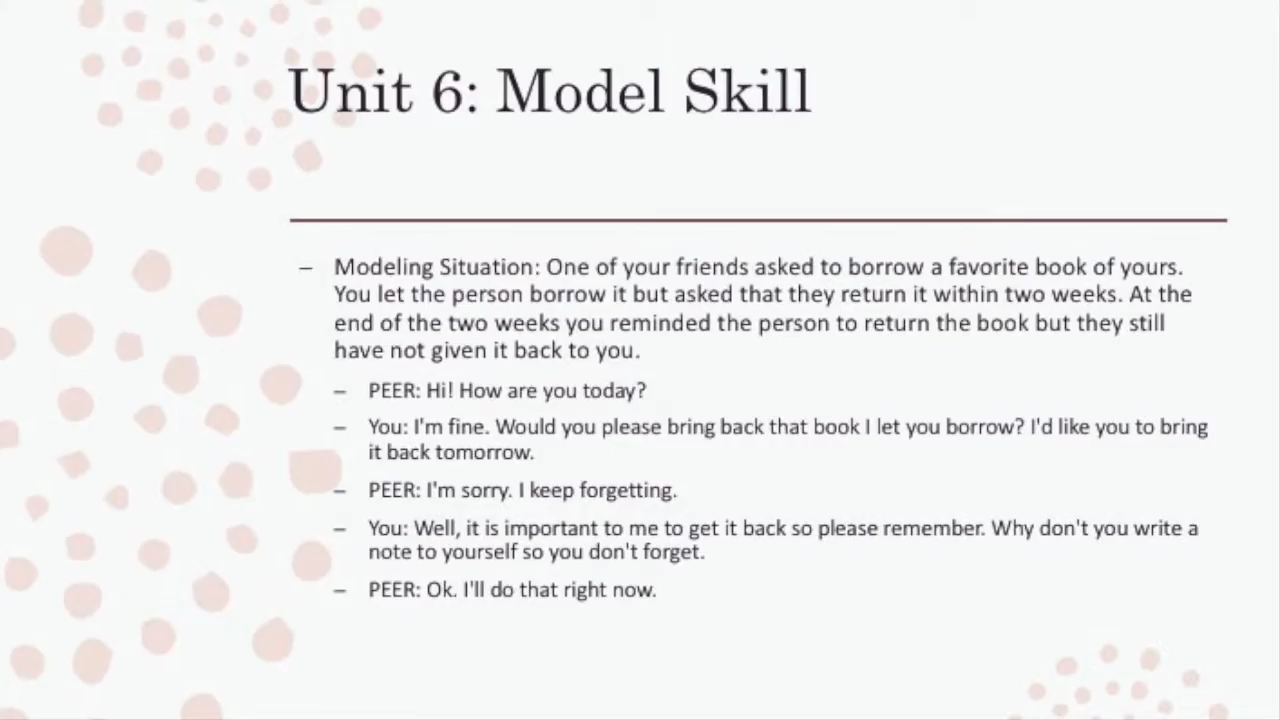 Unit 6: Model Skill
– Modeling Situation: One of your friends asked to borrow a favorite book of yours.
You let the person borrow it but asked that they return it within two weeks. At the
end of the two weeks you reminded the person to return the book but they still
have not given it back to you.
– PEER: Hi! How are you today?
– You: I'm fine. Would you please bring back that book I let you borrow? I'd like you to bring
it back tomorrow.
– PEER: I'm sorry. I keep forgetting.
– You: Well, it is important to me to get it back so please remember. Why don't you write a
note to yourself so you don't forget.
– PEER: Ok. I'll do that right now.